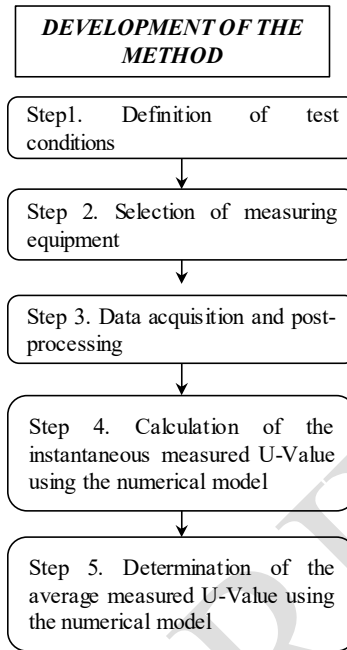 DEVELOPMENT OF THE
METHOD
Step1. Definition of test
conditions
Step 2. Selection of measuring
equipment
Step 3. Data acquisition and post-
processing
Step 4. Calculation of the
instantaneous measured U-Value
using the numerical model
Step 5. Determination of the
average measured U-Value using
the numerical model